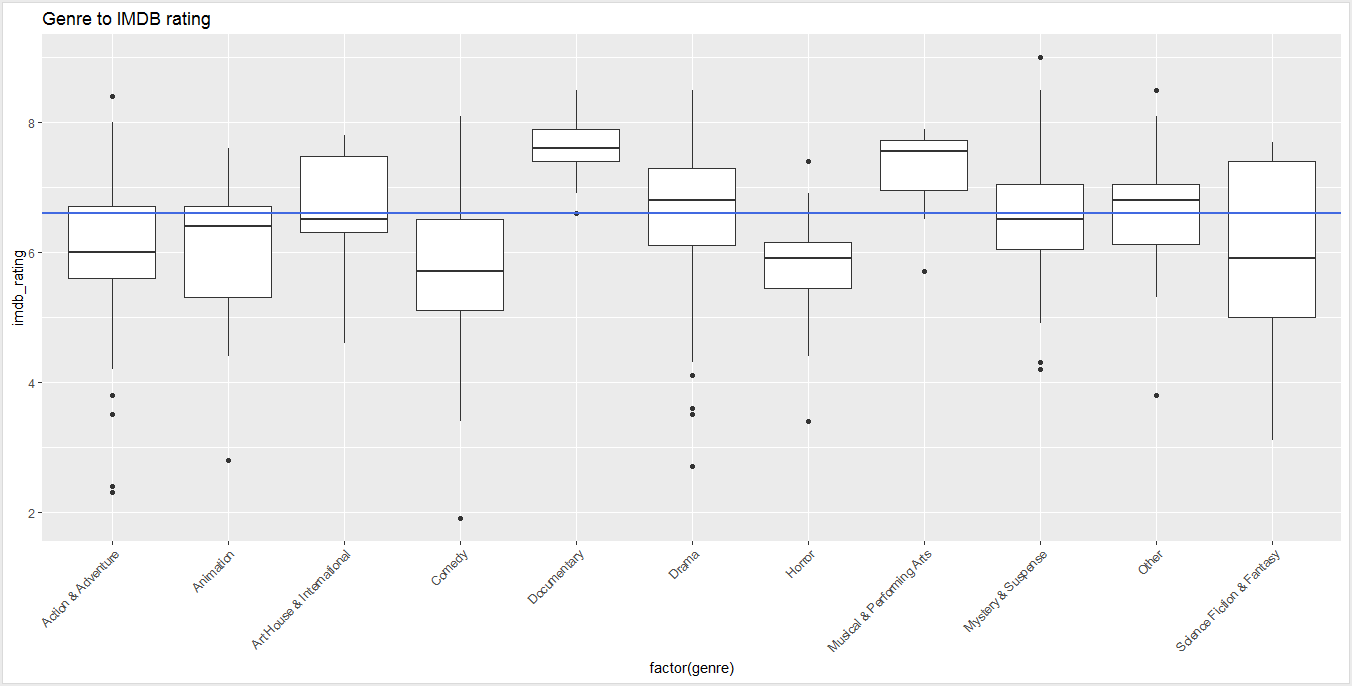 Genre to IMDB rating
imdb_rating
8
6
4
2
Action & Adventure
Animation
Art House & International
Comedy
Documentary
Drama
Horror
Musical & Performing Arts
Mystery & Suspense
Other
Science Fiction & Fantasy
factor(genre)